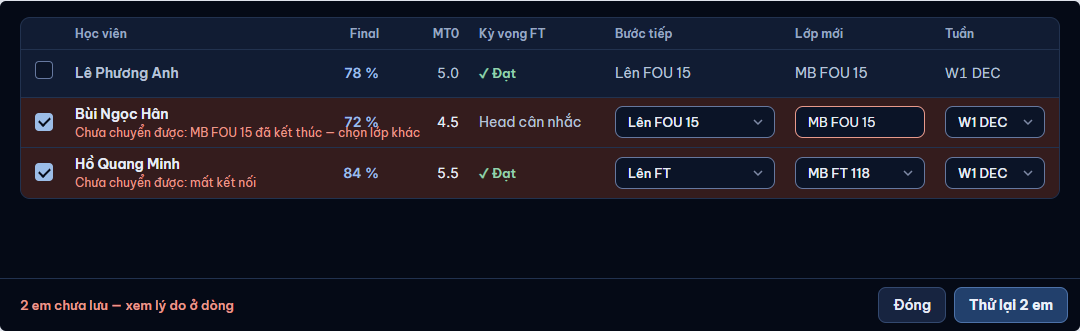 Học viên Final MT0 Kỳ vọng FT Bước tiếp Lớp mới Tuần
Lê Phương Anh 78 % 5.0 ✓ Đạt Lên FOU 15 MB FOU 15 W1 DEC
Bùi Ngọc Hân 72 % 4.5 Head cân nhắc Lên FOU 15 MB FOU 15 W1 DEC
Chưa chuyển được: MB FOU 15 đã kết thúc — chọn lớp khác
Hồ Quang Minh 84 % 5.5 ✓ Đạt Lên FT MB FT 118 W1 DEC
Chưa chuyển được: mất kết nối
2 em chưa lưu — xem lý do ở dòng Đóng Thử lại 2 em